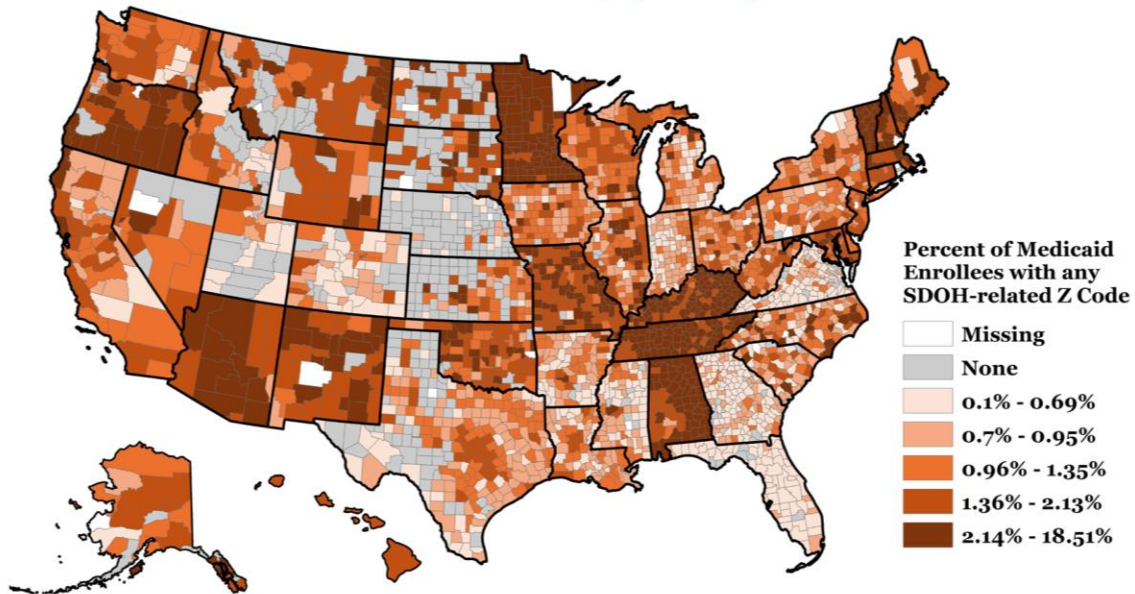 Percent of Medicaid
Enrollees with any
SDOH-related Z Code
Missing
None
0.1% - 0.69%
0.7% - 0.95%
0.96% - 1.35%
1.36% - 2.13%
2.14% - 18.51%